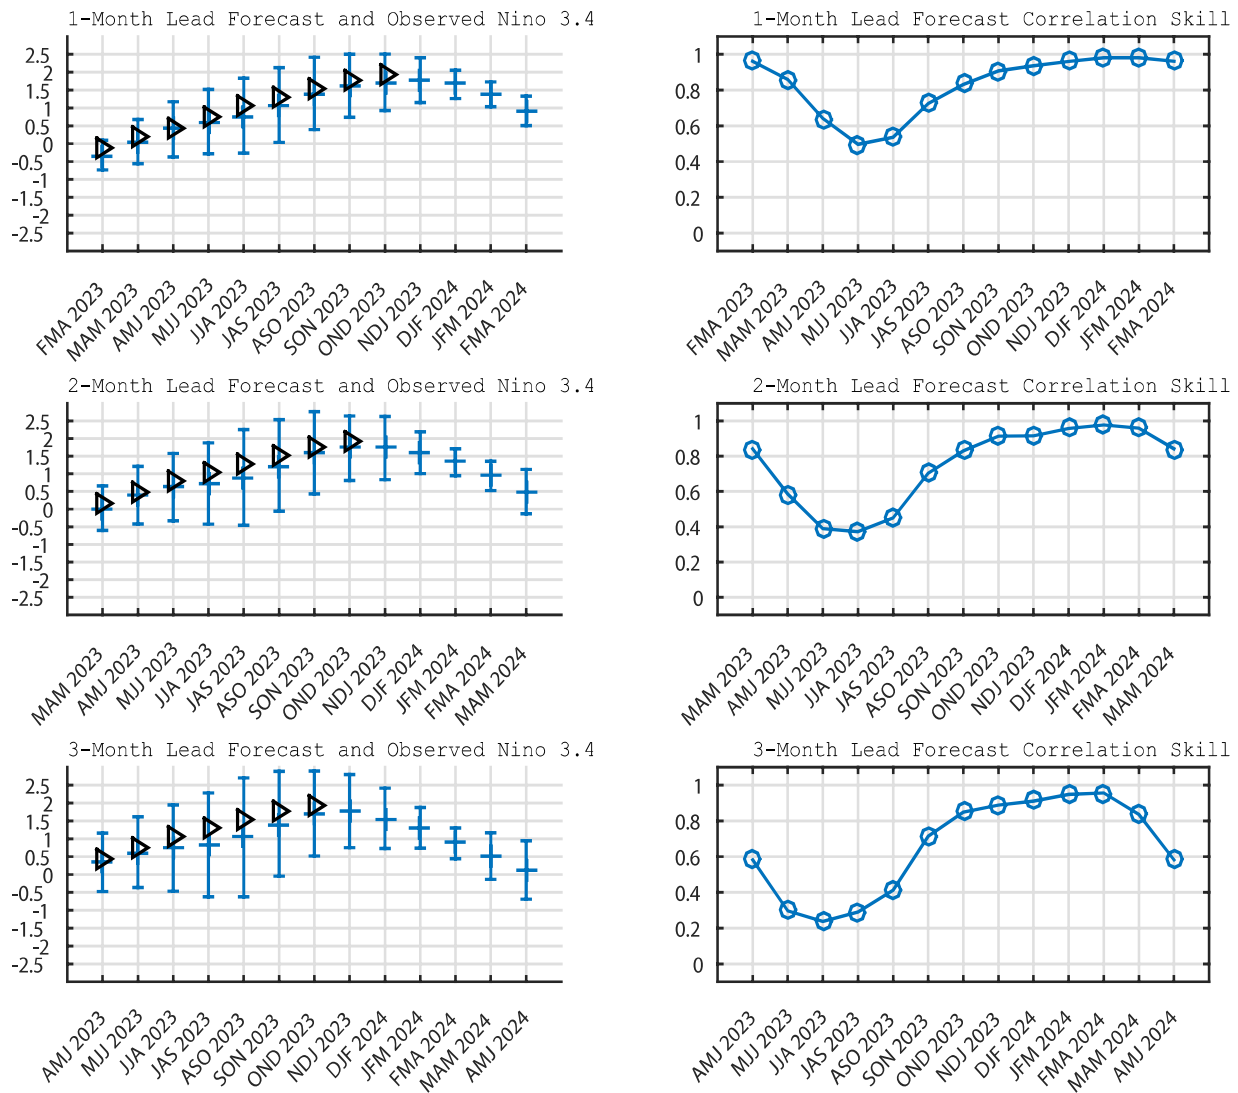 1-Month Lead Forecast and Observed Nino 3.4
2.5
2
1.5
1
0.5
0
-0.5
-1
-1.5
-2
-2.5
FMA 2023
MAM 2023
AMJ 2023
MJJ 2023
JJA 2023
JAS 2023
ASO 2023
SON 2023
OND 2023
NDJ 2023
DJF 2024
JFM 2024
FMA 2024
1-Month Lead Forecast Correlation Skill
1
0.8
0.6
0.4
0.2
0
FMA 2023
MAM 2023
AMJ 2023
MJJ 2023
JJA 2023
JAS 2023
ASO 2023
SON 2023
OND 2023
NDJ 2023
DJF 2024
JFM 2024
FMA 2024
2-Month Lead Forecast and Observed Nino 3.4
2.5
2
1.5
1
0.5
0
-0.5
-1
-1.5
-2
-2.5
MAM 2023
AMJ 2023
MJJ 2023
JJA 2023
JAS 2023
ASO 2023
SON 2023
OND 2023
NDJ 2023
DJF 2024
JFM 2024
FMA 2024
MAM 2024
2-Month Lead Forecast Correlation Skill
1
0.8
0.6
0.4
0.2
0
MAM 2023
AMJ 2023
MJJ 2023
JJA 2023
JAS 2023
ASO 2023
SON 2023
OND 2023
NDJ 2023
DJF 2024
JFM 2024
FMA 2024
MAM 2024
3-Month Lead Forecast and Observed Nino 3.4
2.5
2
1.5
1
0.5
0
-0.5
-1
-1.5
-2
-2.5
AMJ 2023
MJJ 2023
JJA 2023
JAS 2023
ASO 2023
SON 2023
OND 2023
NDJ 2023
DJF 2024
JFM 2024
FMA 2024
MAM 2024
AMJ 2024
3-Month Lead Forecast Correlation Skill
1
0.8
0.6
0.4
0.2
0
AMJ 2023
MJJ 2023
JJA 2023
JAS 2023
ASO 2023
SON 2023
OND 2023
NDJ 2023
DJF 2024
JFM 2024
FMA 2024
MAM 2024
AMJ 2024